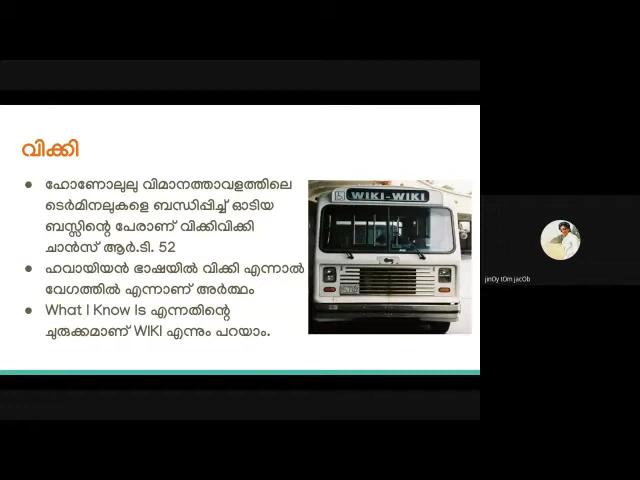 വിക്കി
● ഹോണോലുലു വിമാനത്താവളത്തിലെ
ടെർമിനലുകളെ ബന്ധിപ്പിച്ച് ഓടിയ
ബസ്സിന്റെ പേരാണ് വിക്കിവിക്കി
ചാൻസ് ആർ.ടി. 52
● ഹവായിയൻ ഭാഷയിൽ വിക്കി എന്നാൽ
വേഗത്തിൽ എന്നാണ് അർത്ഥം
● What I Know Is എന്നതിന്റെ
ചുരുക്കമാണ് WIKI എന്നും പറയാം.
WIKI-WIKI
jinOy tOm jacOb